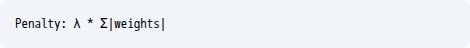 Penalty: λ * Σ|weights|